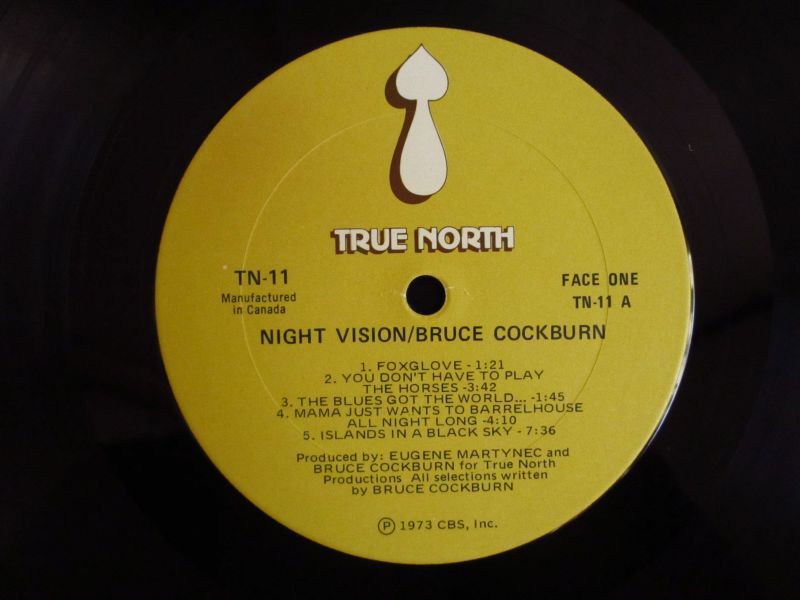 TRUE NORTH
TN-11
Manufactured
in Canada
FACE ONE
TN-11 A
NIGHT VISION/BRUCE COCKBURN
1. FOXGLOVE - 1:21
2. YOU DON'T HAVE TO PLAY
THE HORSES -3:42
3. THE BLUES GOT THE WORLD... -1:45
4. MAMA JUST WANTS TO BARRELHOUSE
ALL NIGHT LONG -4:10
5. ISLANDS IN A BLACK SKY - 7:36
Produced by: EUGENE MARTYNEC and
BRUCE COCKBURN for True North
Productions All selections written
by BRUCE COCKBURN
℗ 1973 CBS, Inc.